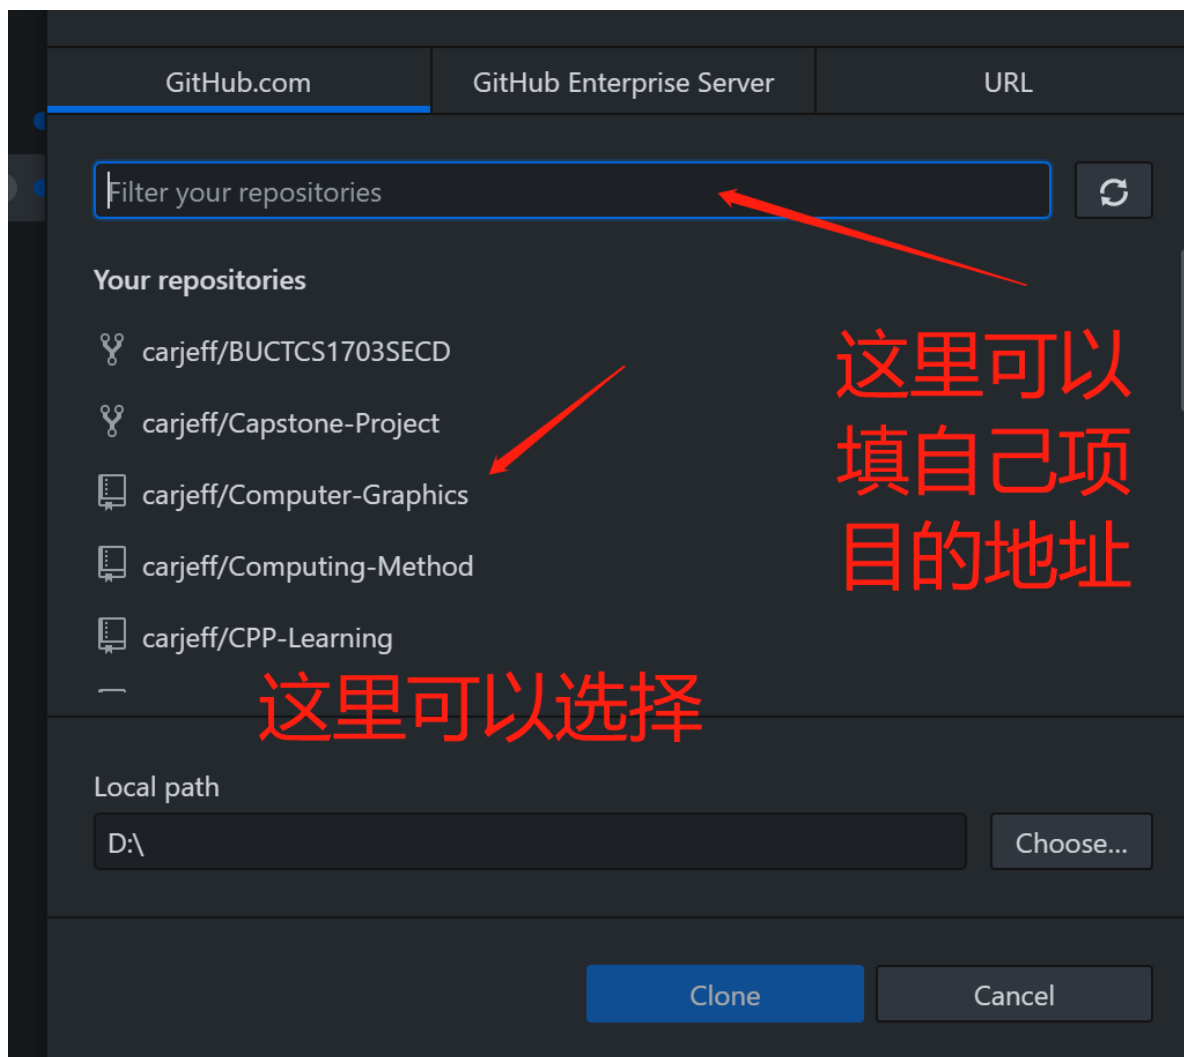 GitHub.com
GitHub Enterprise Server
URL
Filter your repositories
Your repositories
carjeff/BUCTCS1703SECD
carjeff/Capstone-Project
carjeff/Computer-Graphics
carjeff/Computing-Method
carjeff/CPP-Learning
这里可以
填自己项
目的地址
这里可以选择
Local path
D:\
Choose...
Clone
Cancel